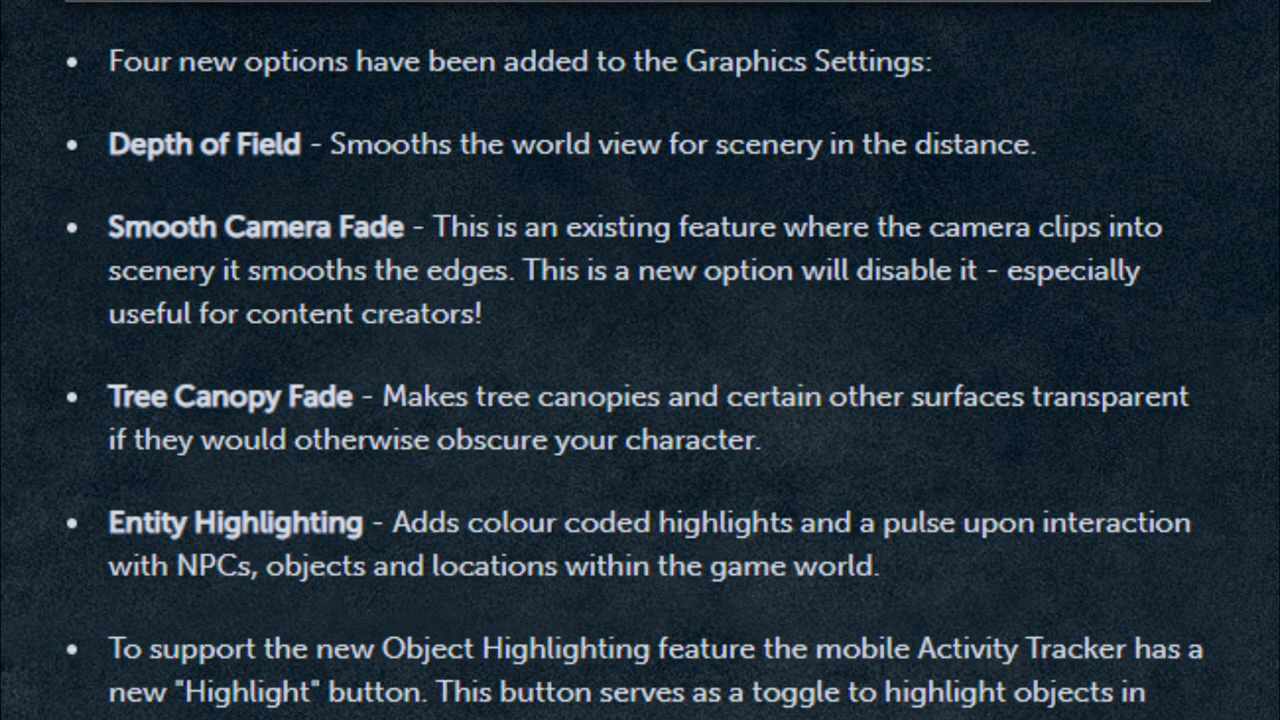 • Four new options have been added to the Graphics Settings:
• Depth of Field - Smooths the world view for scenery in the distance.
• Smooth Camera Fade - This is an existing feature where the camera clips into
scenery it smooths the edges. This is a new option will disable it - especially
useful for content creators!
• Tree Canopy Fade - Makes tree canopies and certain other surfaces transparent
if they would otherwise obscure your character.
• Entity Highlighting - Adds colour coded highlights and a pulse upon interaction
with NPCs, objects and locations within the game world.
• To support the new Object Highlighting feature the mobile Activity Tracker has a
new "Highlight" button. This button serves as a toggle to highlight objects in